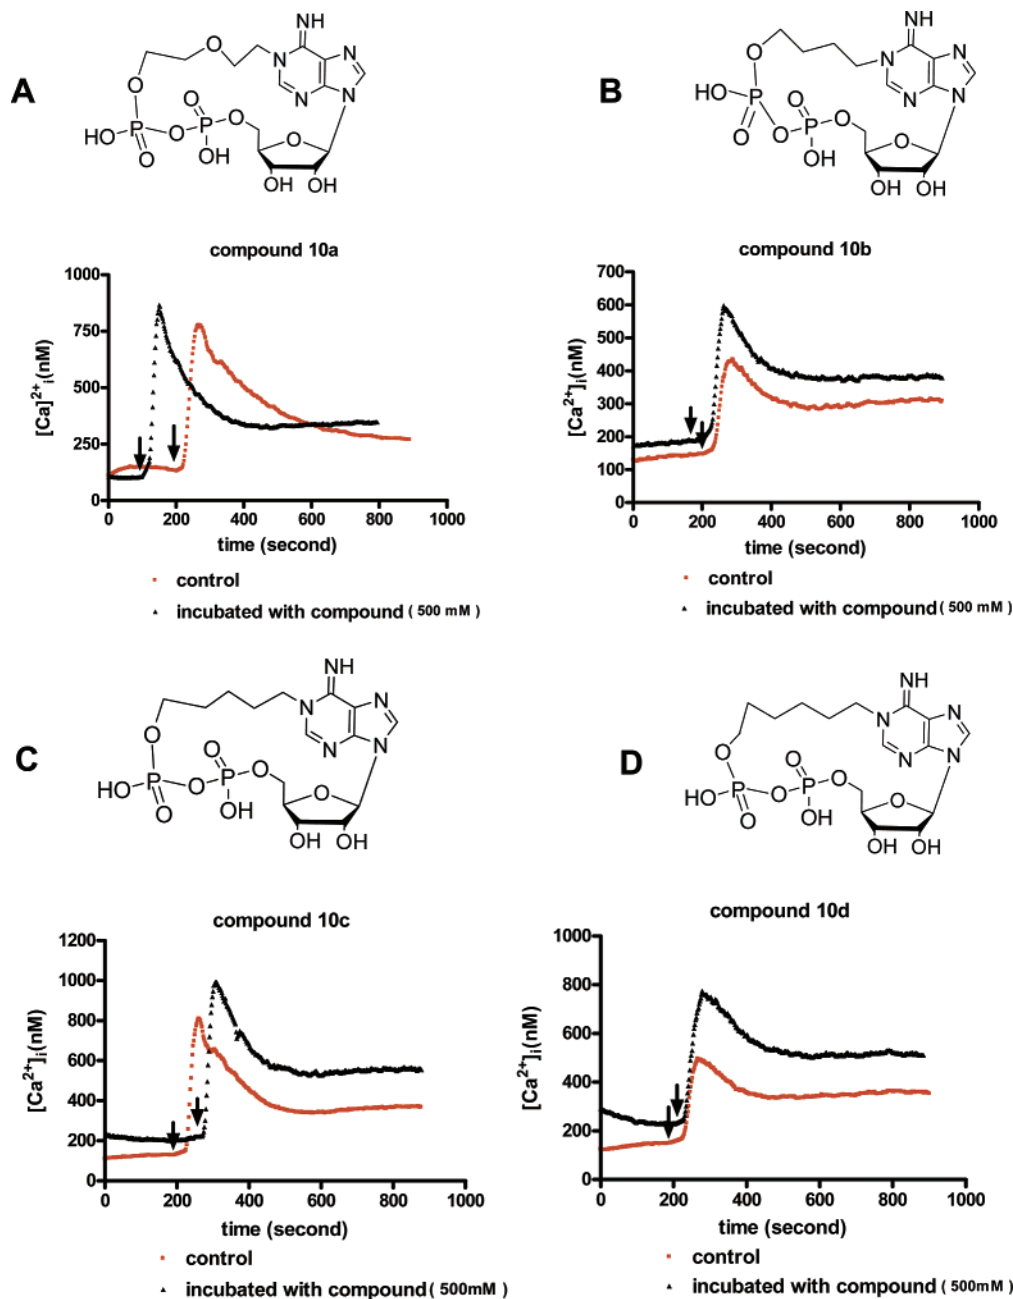 A
NH
O
N
N
N
N
O
O
HO
P
O
O
P
OH
O
O
O
OH OH
compound 10a
[Ca]²⁺ᵢ(nM)
1000
750
500
250
0
0 200 400 600 800 1000
time (second)
control
incubated with compound ( 500 mM )
B
NH
N
N
N
N
O
HO
P
O
O
O
P
OH
O
O
OH OH
compound 10b
[Ca²⁺]ᵢ(nM)
700
600
500
400
300
200
100
0
0 200 400 600 800 1000
time (second)
control
incubated with compound ( 500 mM )
C
NH
N
N
N
N
O
O
HO
P
O
O
P
OH
O
O
OH OH
compound 10c
[Ca²⁺]ᵢ(nM)
1200
1000
800
600
400
200
0
0 200 400 600 800 1000
time (second)
control
incubated with compound ( 500mM )
D
NH
N
N
N
N
O
O
HO
P
O
O
P
OH
O
O
OH OH
compound 10d
[Ca²⁺]ᵢ(nM)
1000
800
600
400
200
0
0 200 400 600 800 1000
time (second)
control
incubated with compound ( 500mM )